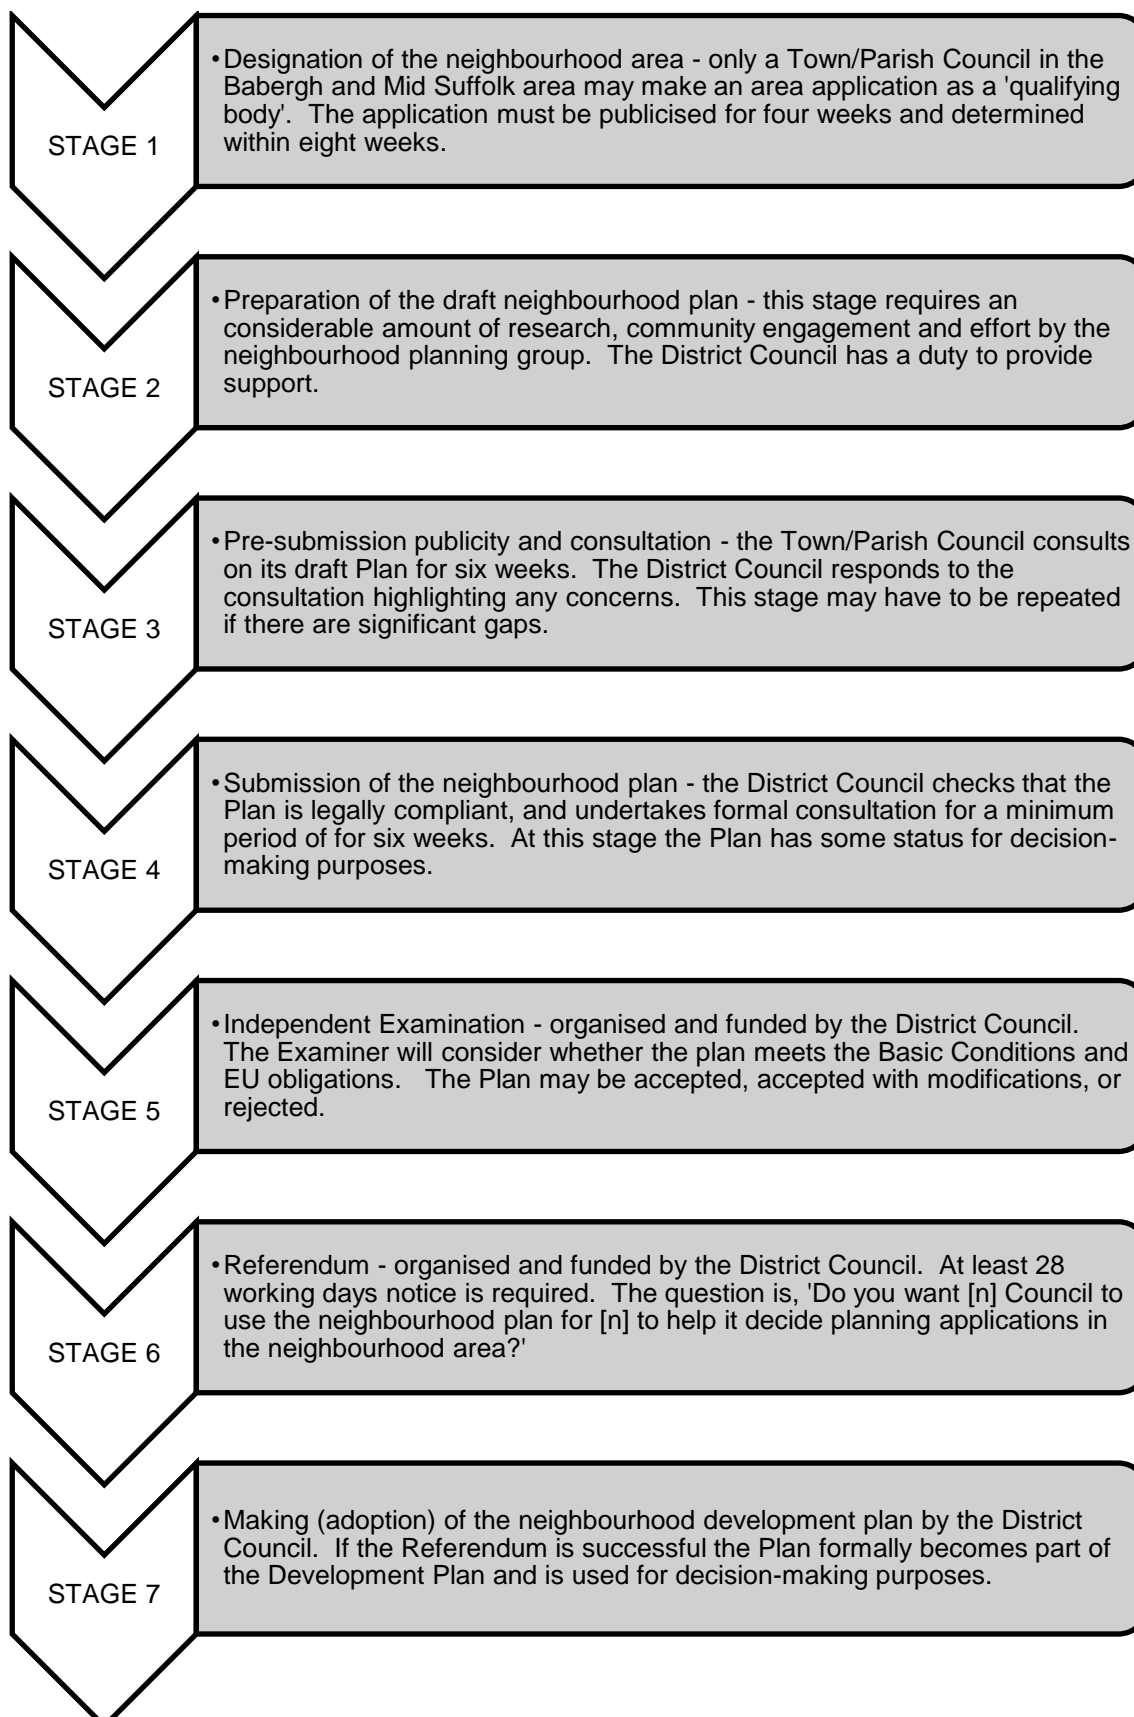 STAGE 1
•Designation of the neighbourhood area - only a Town/Parish Council in the
Babergh and Mid Suffolk area may make an area application as a 'qualifying
body'.  The application must be publicised for four weeks and determined
within eight weeks.
STAGE 2
•Preparation of the draft neighbourhood plan - this stage requires an
considerable amount of research, community engagement and effort by the
neighbourhood planning group.  The District Council has a duty to provide
support.
STAGE 3
•Pre-submission publicity and consultation - the Town/Parish Council consults
on its draft Plan for six weeks.  The District Council responds to the
consultation highlighting any concerns.  This stage may have to be repeated
if there are significant gaps.
STAGE 4
•Submission of the neighbourhood plan - the District Council checks that the
Plan is legally compliant, and undertakes formal consultation for a minimum
period of for six weeks.  At this stage the Plan has some status for decision-
making purposes.
STAGE 5
•Independent Examination - organised and funded by the District Council.
The Examiner will consider whether the plan meets the Basic Conditions and
EU obligations.   The Plan may be accepted, accepted with modifications, or
rejected.
STAGE 6
•Referendum - organised and funded by the District Council.  At least 28
working days notice is required.  The question is, 'Do you want [n] Council to
use the neighbourhood plan for [n] to help it decide planning applications in
the neighbourhood area?'
STAGE 7
•Making (adoption) of the neighbourhood development plan by the District
Council.  If the Referendum is successful the Plan formally becomes part of
the Development Plan and is used for decision-making purposes.